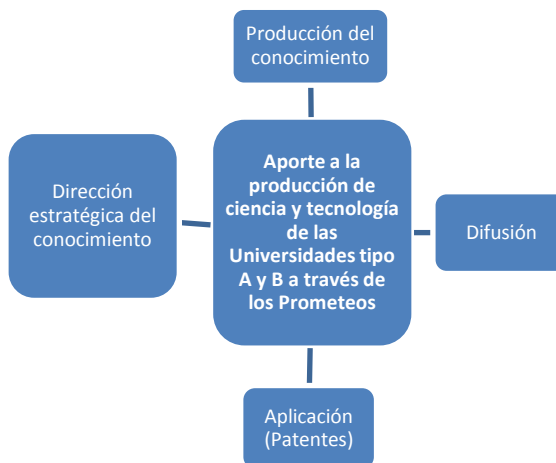 Producción del
conocimiento
Dirección
estratégica del
conocimiento
Aporte a la
producción de
ciencia y tecnología
de las
Universidades tipo
A y B a través de
los Prometeos
Difusión
Aplicación
(Patentes)